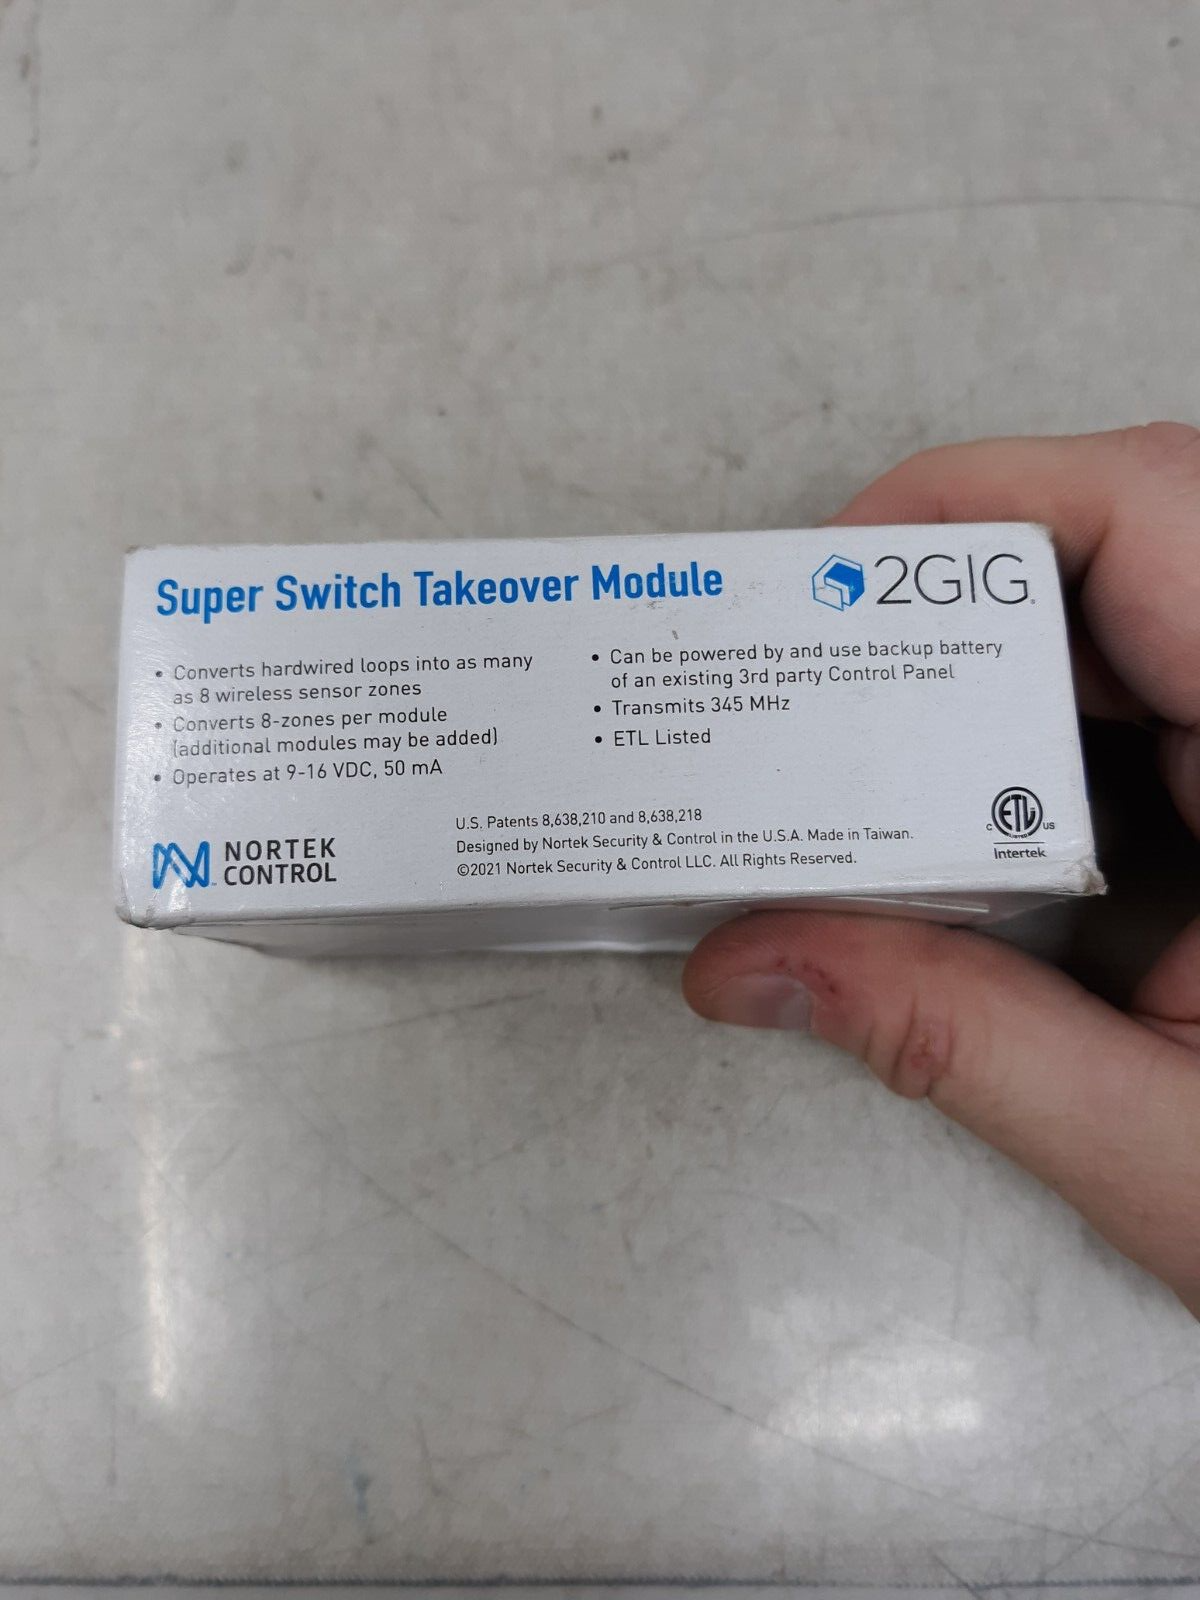 Super Switch Takeover Module
2GIG.
• Converts hardwired loops into as many
as 8 wireless sensor zones
• Converts 8-zones per module
(additional modules may be added)
• Operates at 9-16 VDC, 50 mA
• Can be powered by and use backup battery
of an existing 3rd party Control Panel
• Transmits 345 MHz
• ETL Listed
NORTEK
CONTROL
U.S. Patents 8,638,210 and 8,638,218
Designed by Nortek Security & Control in the U.S.A. Made in Taiwan.
©2021 Nortek Security & Control LLC. All Rights Reserved.
C ETL US
LISTED
Intertek